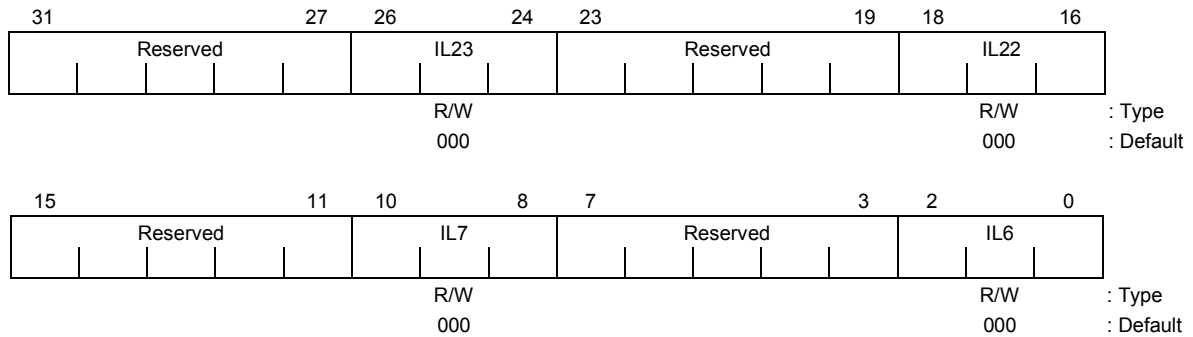 31 27 26 24 23 19 18 16
Reserved IL23 Reserved IL22
R/W R/W : Type
000 000 : Default
15 11 10 8 7 3 2 0
Reserved IL7 Reserved IL6
R/W R/W : Type
000 000 : Default